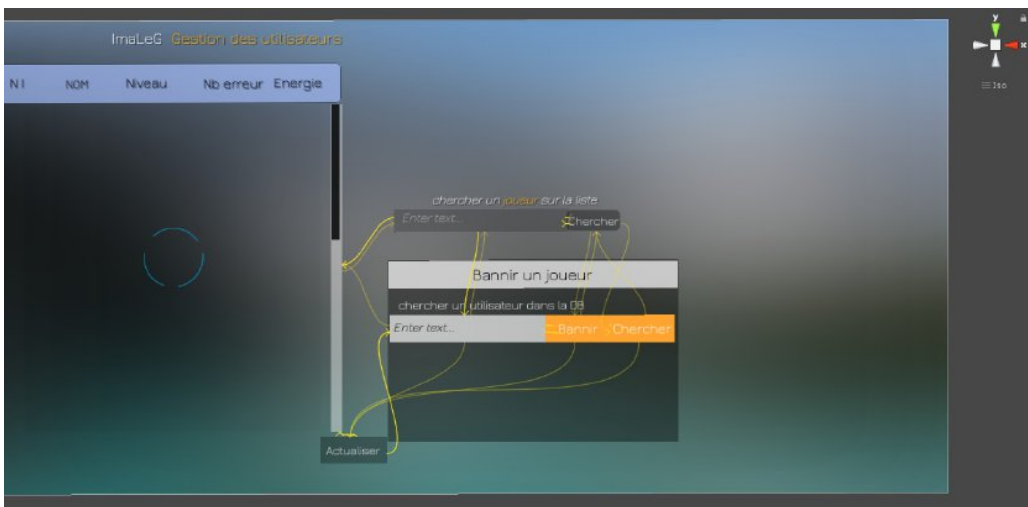 ImaLeG Gestion des utilisateurs
N1 NOM Niveau Nb erreur Energie
chercher un joueur sur la liste
Enter text... Chercher
Bannir un joueur
chercher un utilisateur dans la DB
Enter text... Bannir Chercher
Actualiser
y
x
Iso